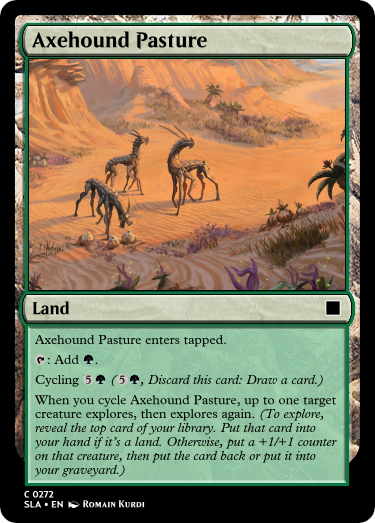 Axehound Pasture
Land
Axehound Pasture enters tapped.
: Add .
Cycling 5 (5, Discard this card: Draw a card.)
When you cycle Axehound Pasture, up to one target
creature explores, then explores again. (To explore,
reveal the top card of your library. Put that card into
your hand if it's a land. Otherwise, put a +1/+1 counter
on that creature, then put the card back or put it into
your graveyard.)
C 0272
SLA • EN Romain Kurdi